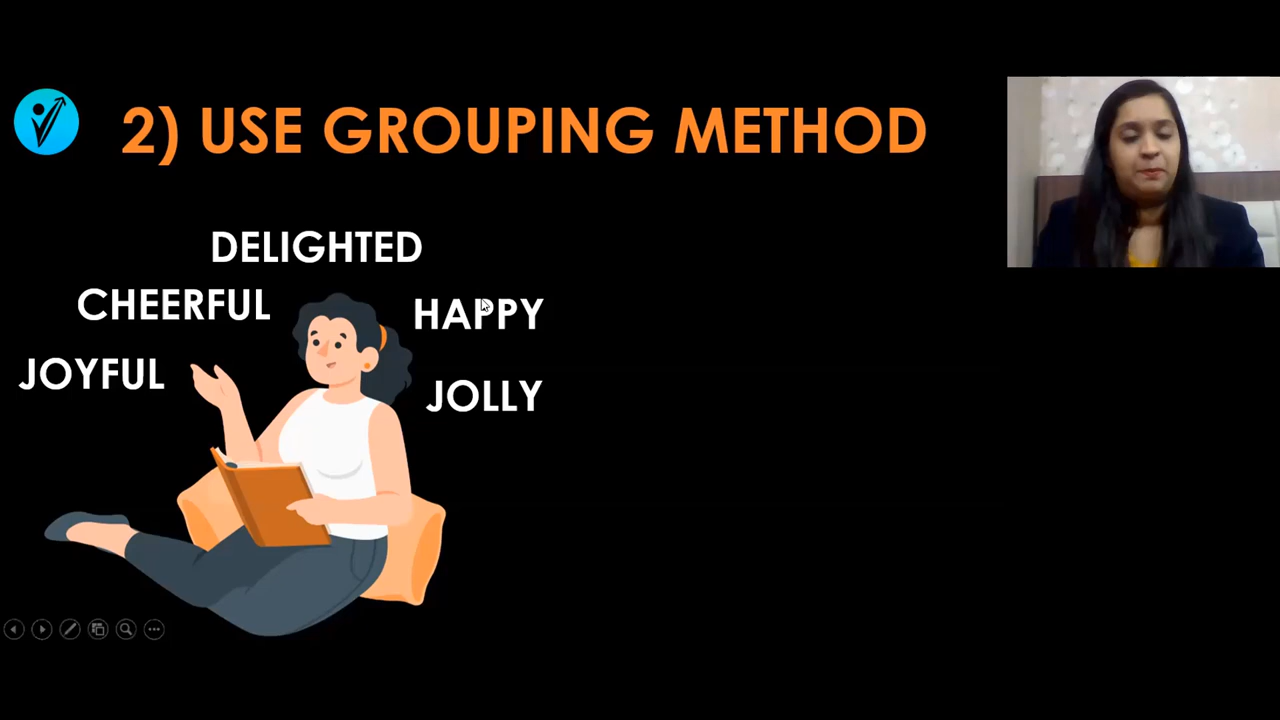 2) USE GROUPING METHOD
DELIGHTED
CHEERFUL
HAPPY
JOYFUL
JOLLY